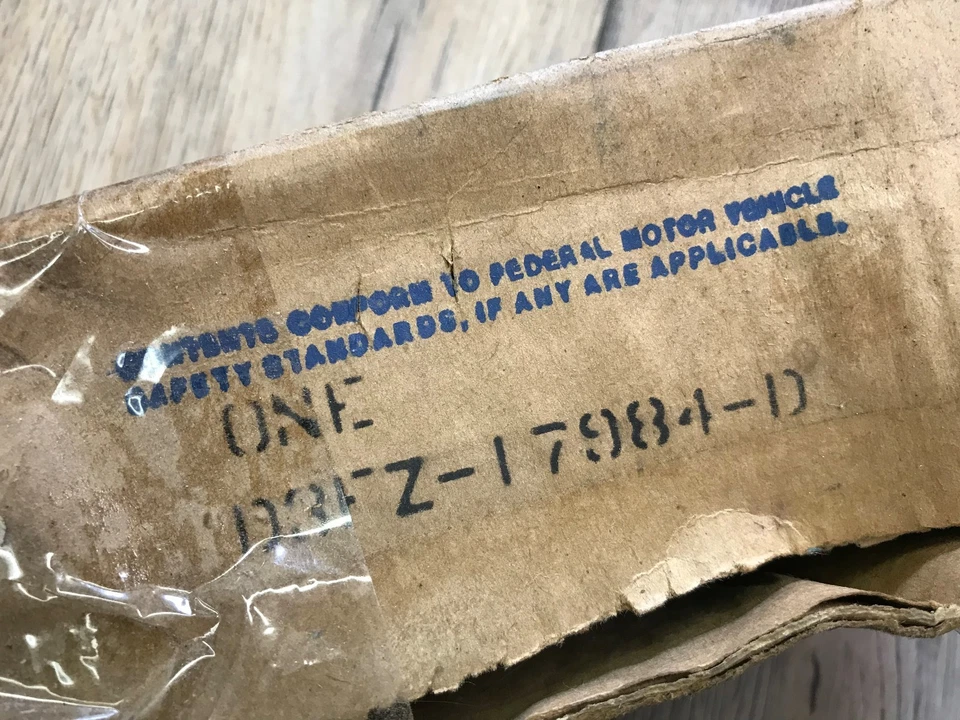 CONTENTS CONFORM TO FEDERAL MOTOR VEHICLE
SAFETY STANDARDS, IF ANY ARE APPLICABLE.
ONE
D3FZ-17984-D